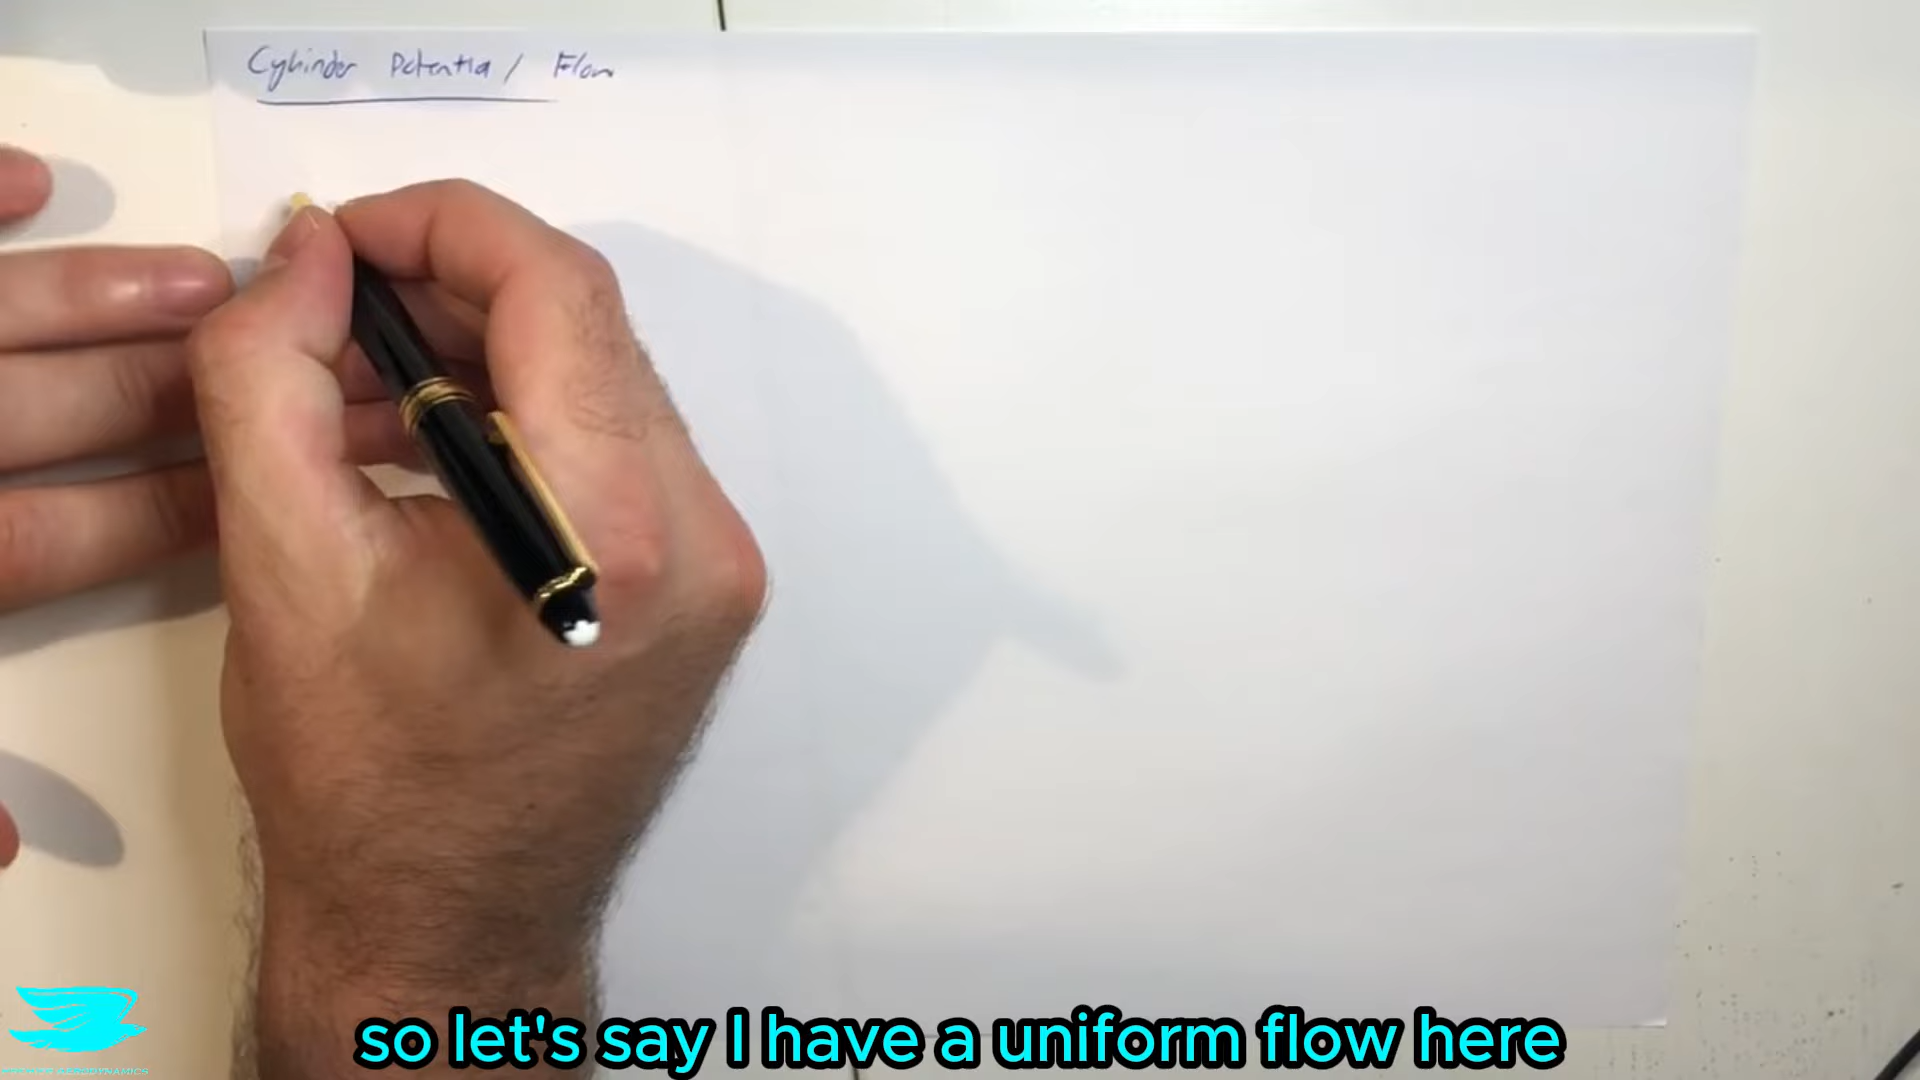 Cylinder Potential Flow
so let's say I have a uniform flow here